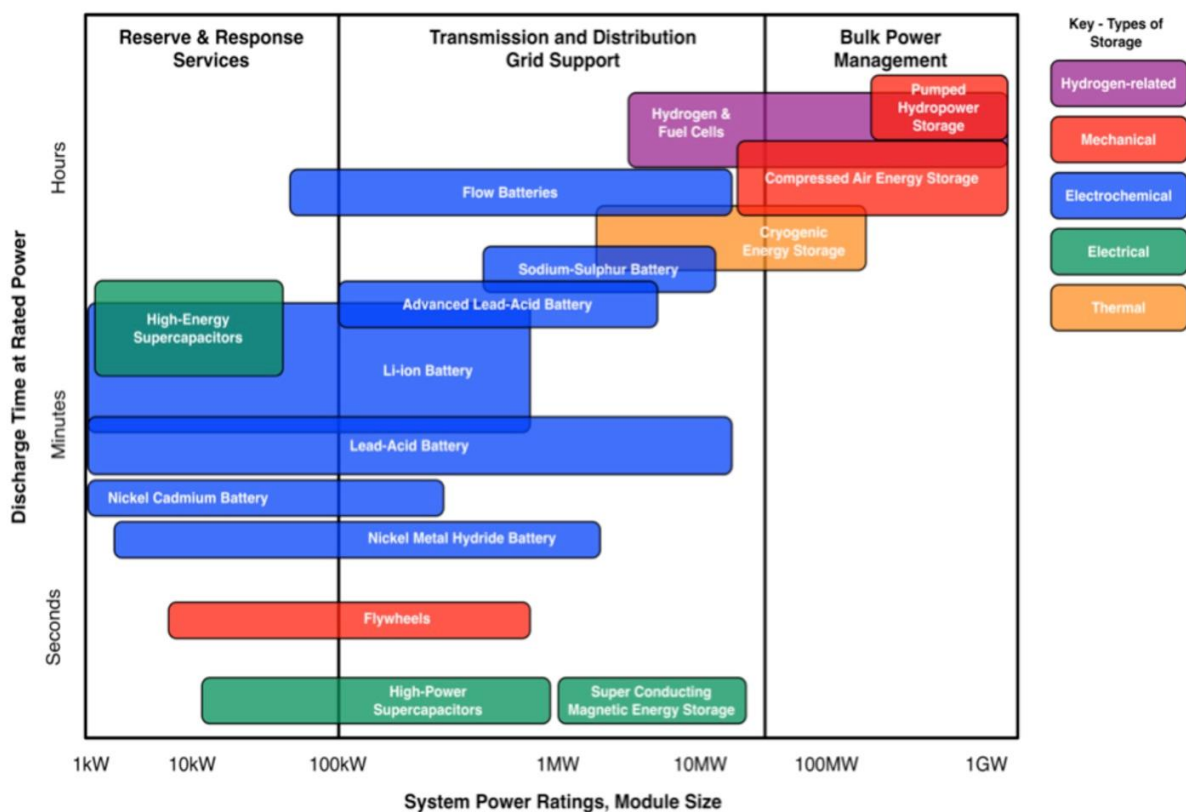 Reserve & Response
Services
Transmission and Distribution
Grid Support
Bulk Power
Management
Key - Types of
Storage
Hydrogen-related
Mechanical
Electrochemical
Electrical
Thermal
Discharge Time at Rated Power
Hours
Minutes
Seconds
Pumped
Hydropower
Storage
Hydrogen &
Fuel Cells
Compressed Air Energy Storage
Flow Batteries
Cryogenic
Energy Storage
Sodium-Sulphur Battery
Advanced Lead-Acid Battery
High-Energy
Supercapacitors
Li-ion Battery
Lead-Acid Battery
Nickel Cadmium Battery
Nickel Metal Hydride Battery
Flywheels
High-Power
Supercapacitors
Super Conducting
Magnetic Energy Storage
1kW
10kW
100kW
1MW
10MW
100MW
1GW
System Power Ratings, Module Size